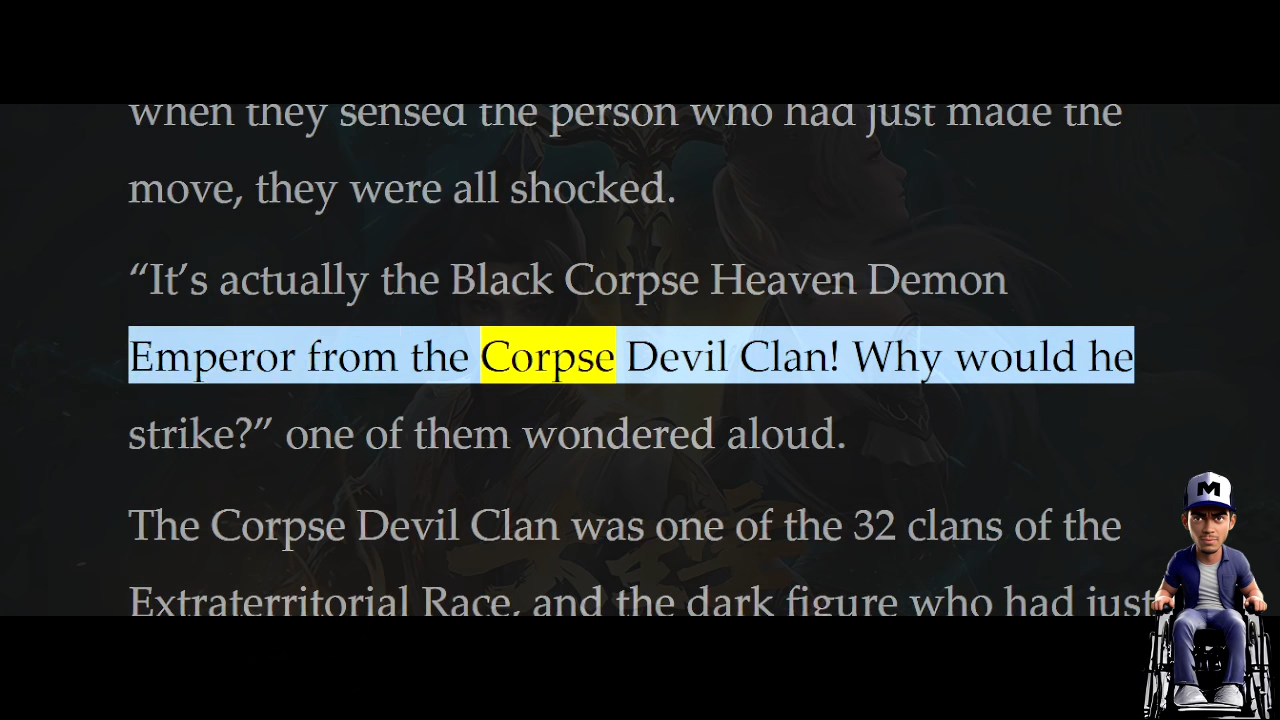 when they sensed the person who had just made the
move, they were all shocked.
“It’s actually the Black Corpse Heaven Demon
Emperor from the Corpse Devil Clan! Why would he
strike?” one of them wondered aloud.
The Corpse Devil Clan was one of the 32 clans of the
Extraterritorial Race, and the dark figure who had just
M